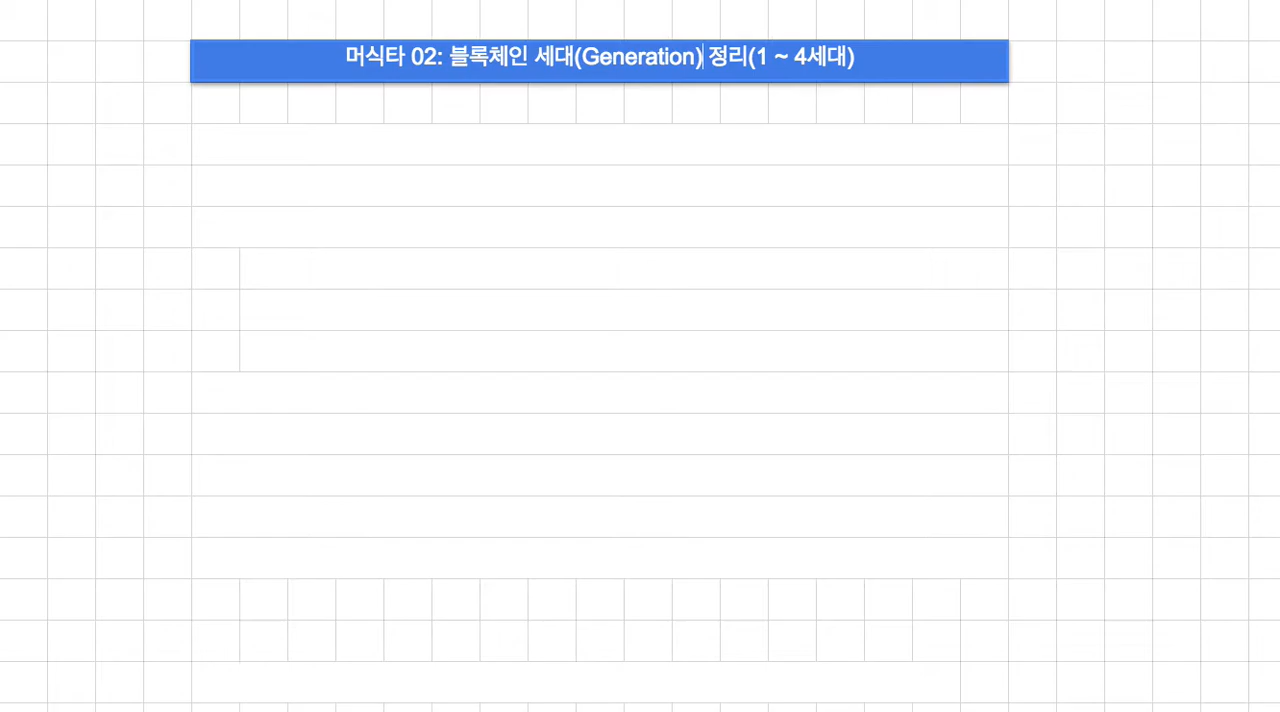 머식타 02: 블록체인 세대(Generation) 정리(1 ~ 4세대)